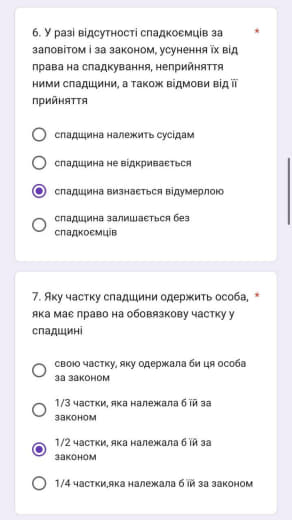 6. У разі відсутності спадкоємців за *
заповітом і за законом, усунення їх від
права на спадкування, неприйняття
ними спадщини, а також відмови від її
прийняття
спадщина належить сусідам
спадщина не відкривається
спадщина визнається відумерлою
спадщина залишається без
спадкоємців
7. Яку частку спадщини одержить особа, *
яка має право на обовязкову частку у
спадщині
свою частку, яку одержала би ця особа
за законом
1/3 частки, яка належала б їй за
законом
1/2 частки, яка належала б їй за
законом
1/4 частки,яка належала б їй за законом